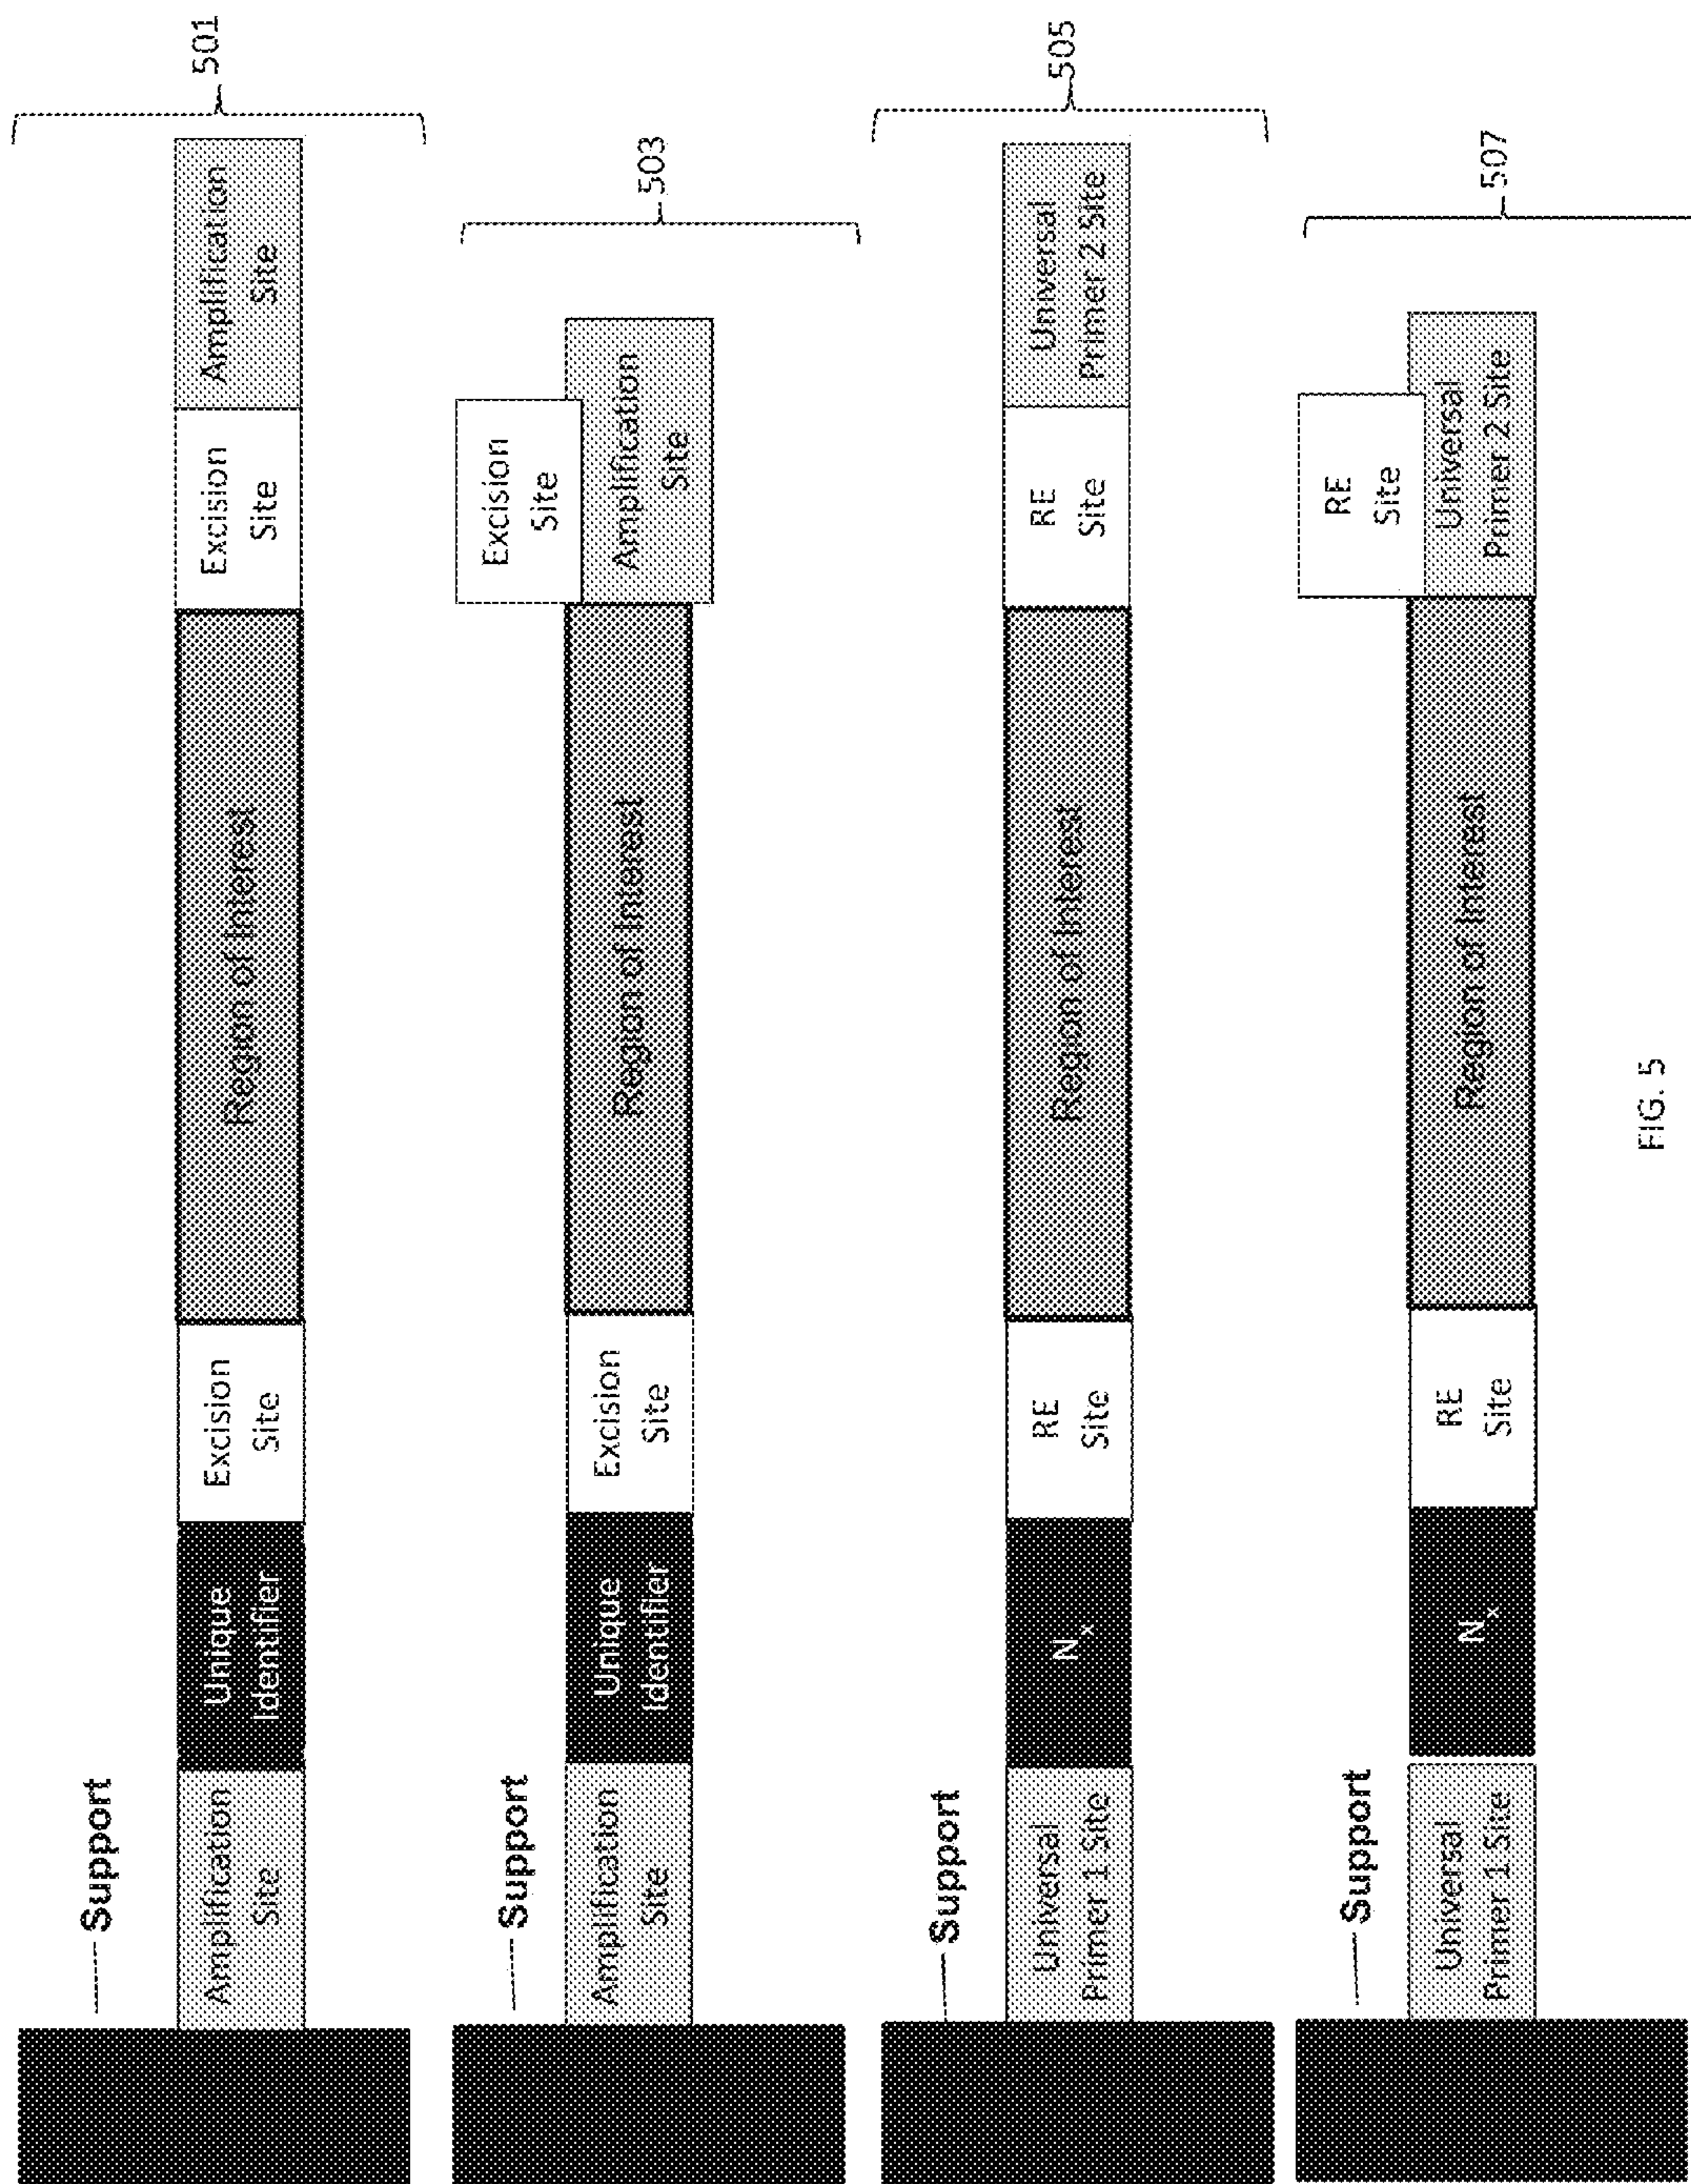 Support
Amplification
Site
Unique
Identifier
Excision
Site
Region of Interest
Excision
Site
Amplification
Site
501
Support
Amplification
Site
Unique
Identifier
Excision
Site
Region of Interest
Excision
Site
Amplification
Site
503
Support
Universal
Primer 1 Site
Nx
RE
Site
Region of Interest
RE
Site
Universal
Primer 2 Site
505
Support
Universal
Primer 1 Site
Nx
RE
Site
Region of Interest
RE
Site
Universal
Primer 2 Site
507
FIG. 5